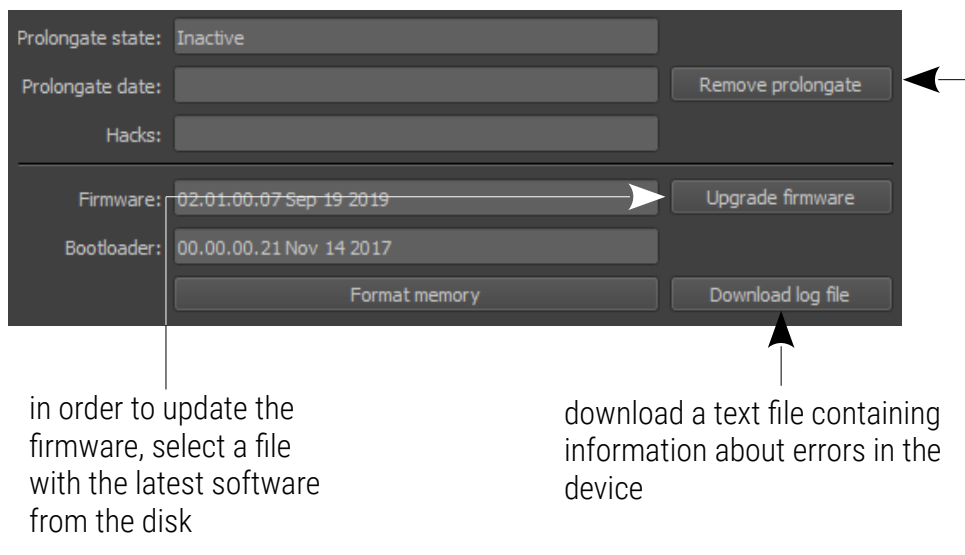 Prolongate state: Inactive
Prolongate date: Remove prolongate
Hacks:
Firmware: 02.01.00.07 Sep 19 2019 Upgrade firmware
Bootloader: 00.00.00.21 Nov 14 2017
Format memory Download log file
in order to update the
firmware, select a file
with the latest software
from the disk
download a text file containing
information about errors in the
device